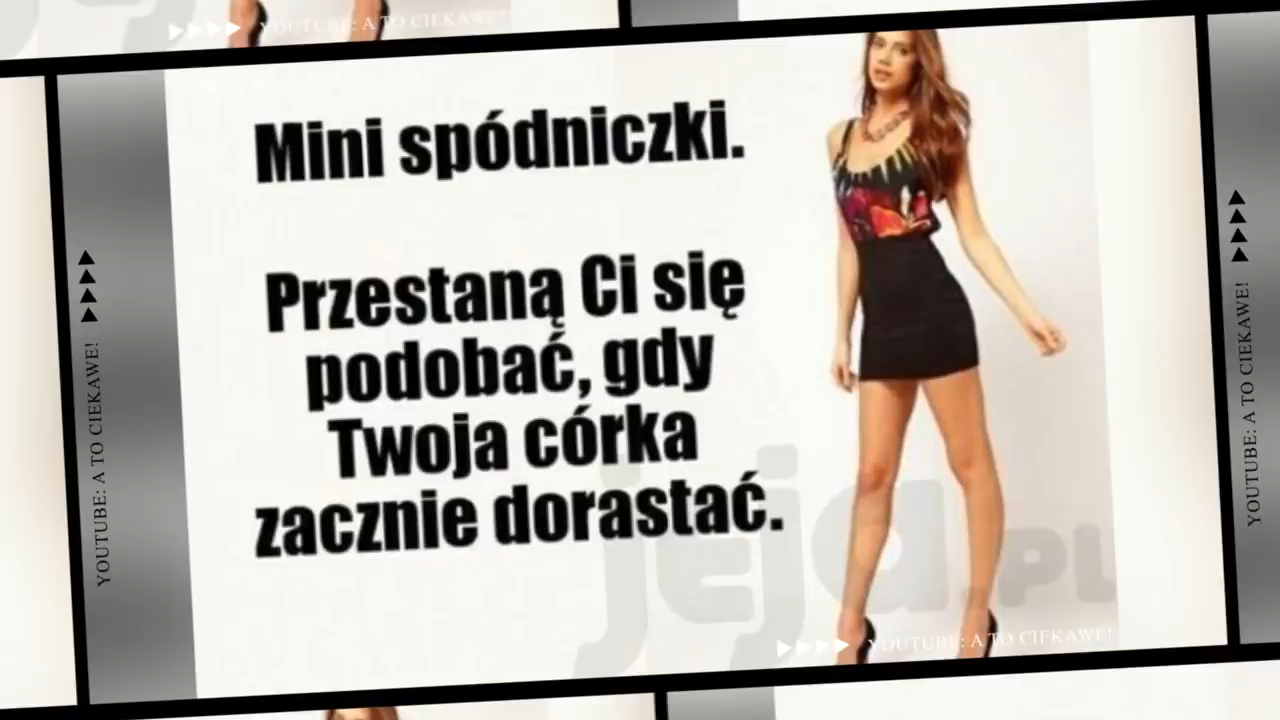 ▶▶▶▶ YOUTUBE: A TO CIEKAWE!
Mini spódniczki.
Przestaną Ci się
podobać, gdy
Twoja córka
zacznie dorastać.
jeja.PL
▶▶▶▶ YOUTUBE: A TO CIEKAWE!
YOUTUBE: A TO CIEKAWE! ▶▶▶▶
YOUTUBE: A TO CIEKAWE! ▶▶▶▶